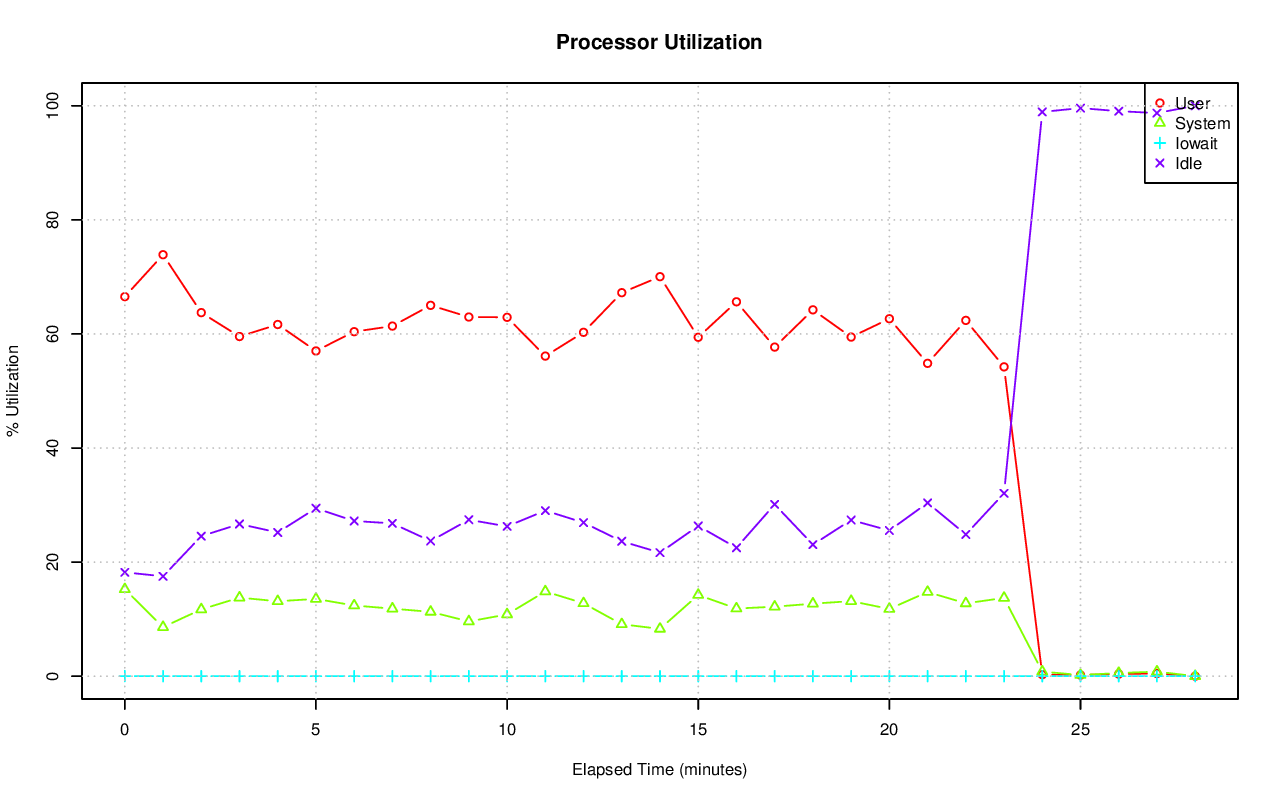 Processor Utilization
% Utilization
100
80
60
40
20
0
User
System
Iowait
Idle
0 5 10 15 20 25
Elapsed Time (minutes)